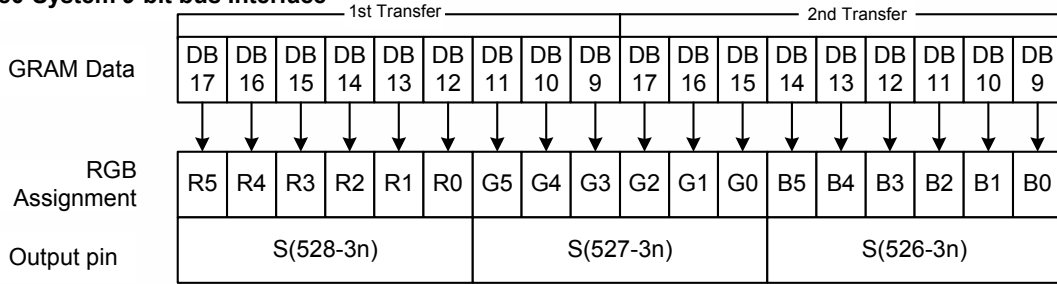 System 9-bit bus interface
1st Transfer 2nd Transfer
GRAM Data DB 17 DB 16 DB 15 DB 14 DB 13 DB 12 DB 11 DB 10 DB 9 DB 17 DB 16 DB 15 DB 14 DB 13 DB 12 DB 11 DB 10 DB 9
RGB Assignment R5 R4 R3 R2 R1 R0 G5 G4 G3 G2 G1 G0 B5 B4 B3 B2 B1 B0
Output pin S(528-3n) S(527-3n) S(526-3n)